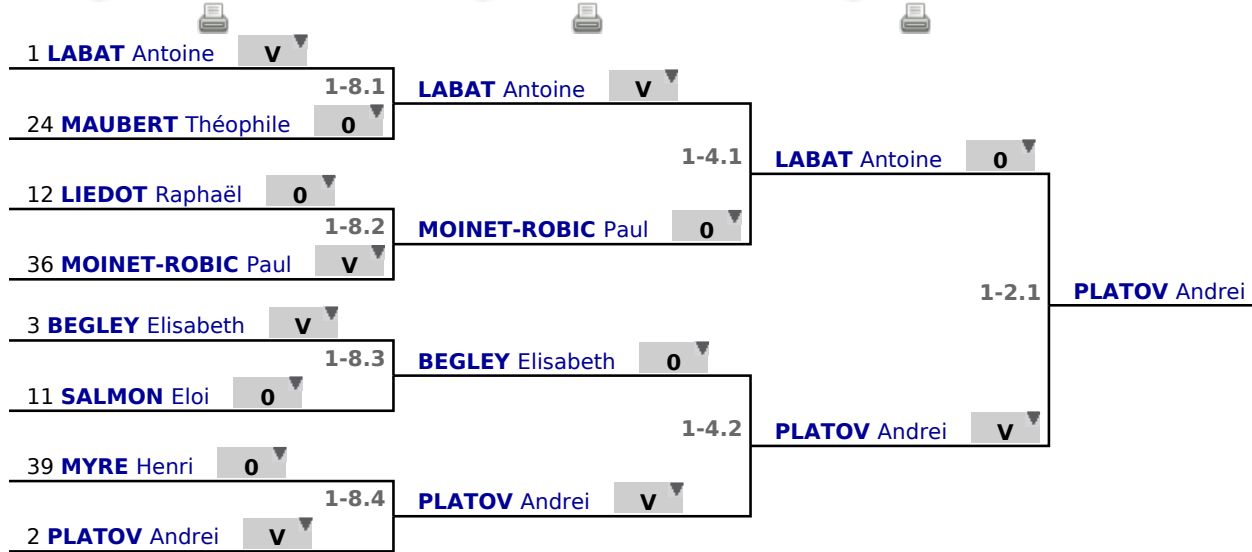 1 LABAT Antoine V
1-8.1
24 MAUBERT Théophile 0
12 LIEDOT Raphaël 0
1-8.2
36 MOINET-ROBIC Paul V
3 BEGLEY Elisabeth V
1-8.3
11 SALMON Eloi 0
39 MYRE Henri 0
1-8.4
2 PLATOV Andrei V
LABAT Antoine V
1-4.1
MOINET-ROBIC Paul 0
BEGLEY Elisabeth 0
1-4.2
PLATOV Andrei V
LABAT Antoine 0
1-2.1
PLATOV Andrei V
PLATOV Andrei